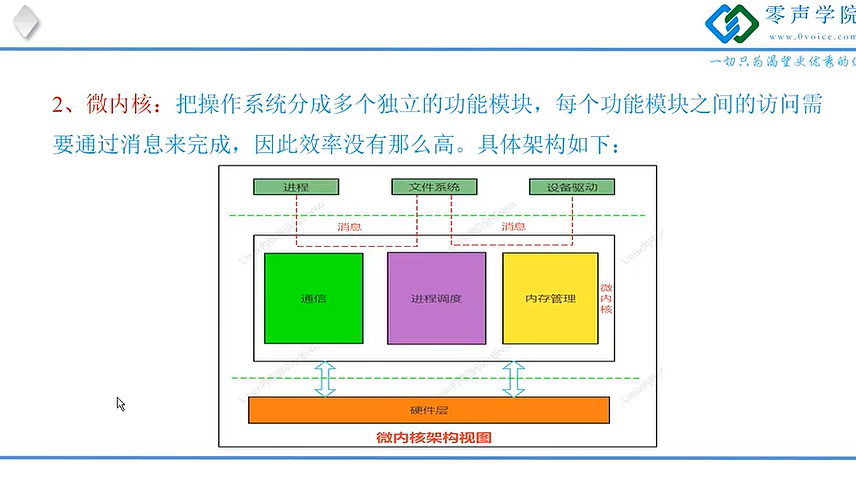 零声学院
www.0voice.com
一切只为渴望更优秀的
2、微内核：把操作系统分成多个独立的功能模块，每个功能模块之间的访问需
要通过消息来完成，因此效率没有那么高。具体架构如下：
进程
文件系统
设备驱动
消息
消息
通信
进程调度
内存管理
微内核
硬件层
微内核架构视图